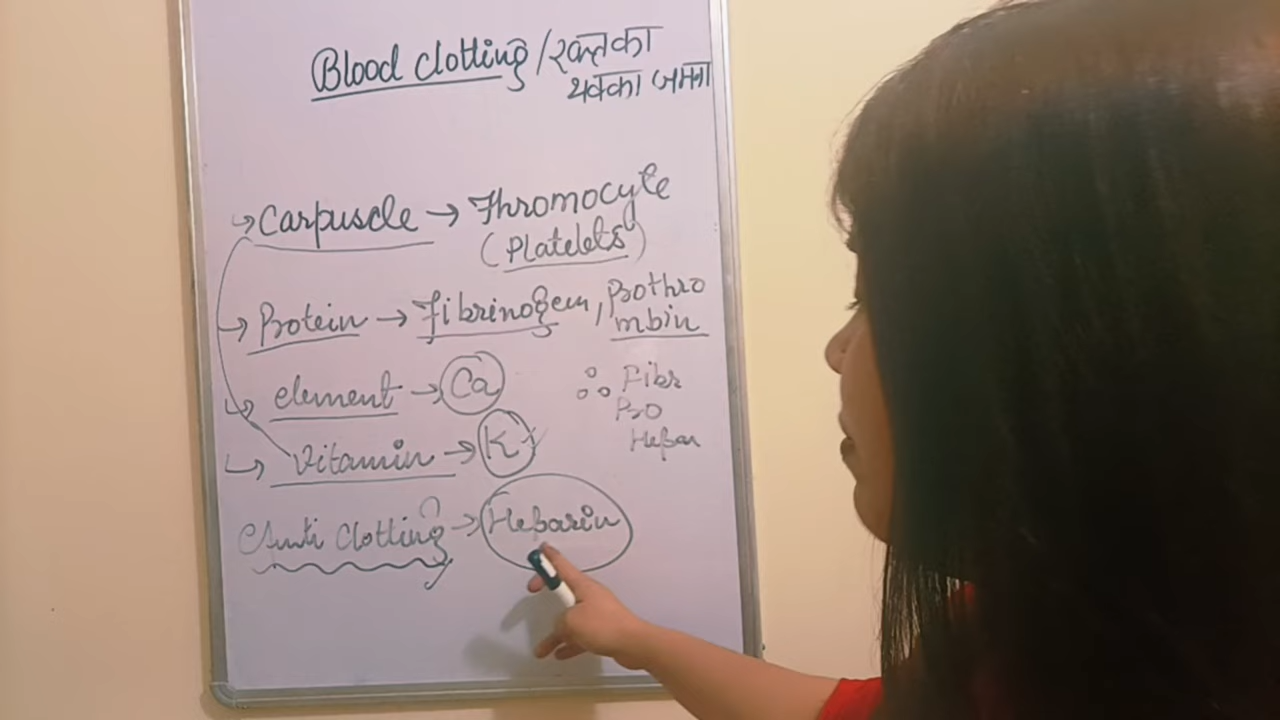 Blood clotting / रक्त का
थक्का जमना
→ Carpuscle → Thromocyte
(Platelets)
→ Protein → Fibrinogen, Prothro
mbin
→ element → Ca
∴ Fibr
Pro
→ Vitamin → K
Hepar
Anti Clotting → Heparin